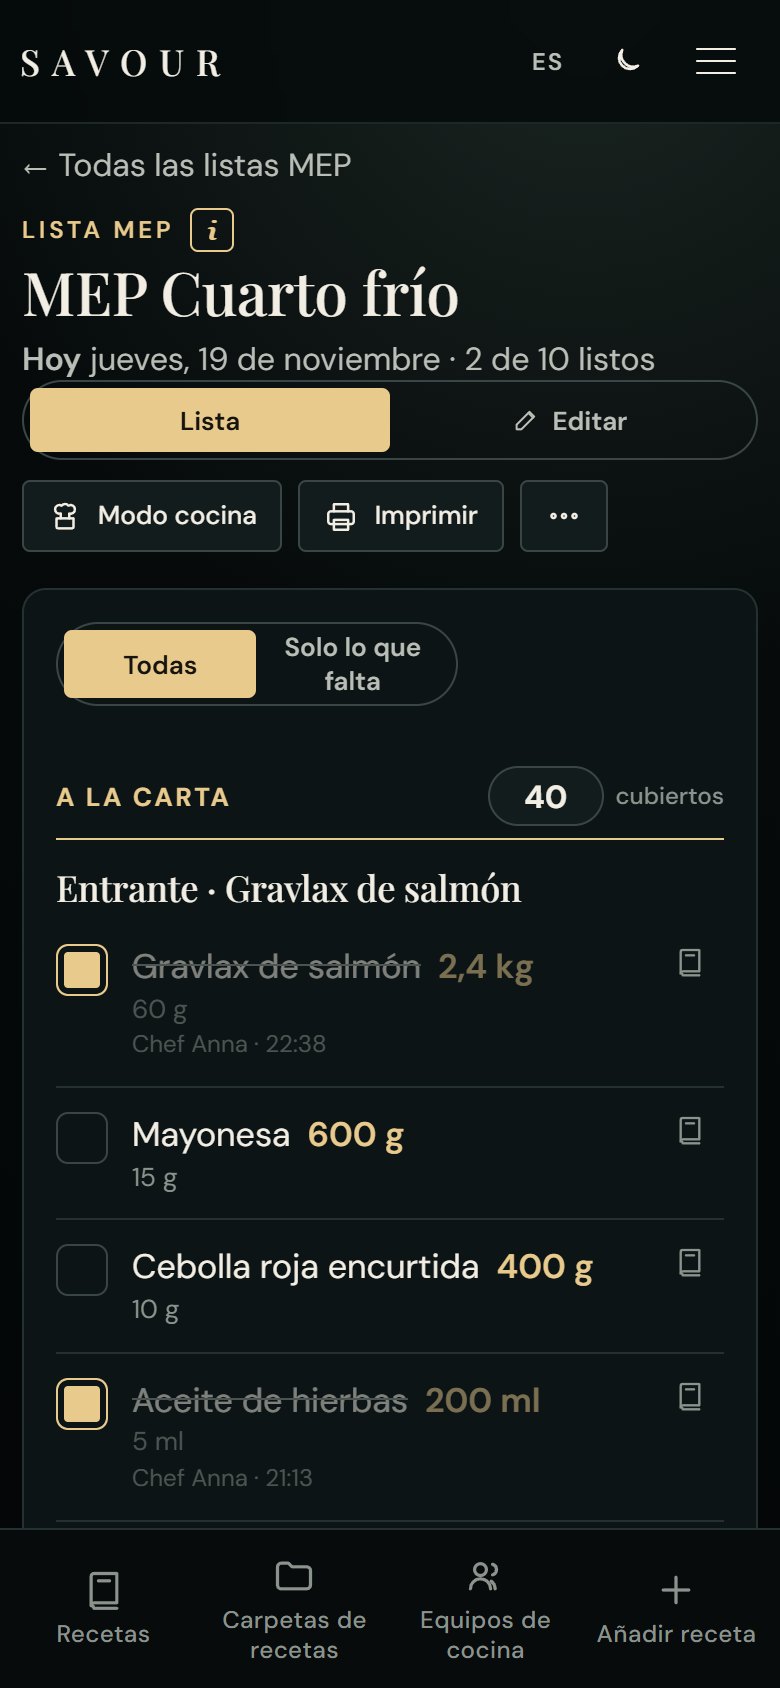 SAVOUR
ES
← Todas las listas MEP
LISTA MEP i
MEP Cuarto frío
Hoy jueves, 19 de noviembre · 2 de 10 listos
Lista
Editar
Modo cocina
Imprimir
Todas
Solo lo que
falta
A LA CARTA
40 cubiertos
Entrante · Gravlax de salmón
Gravlax de salmón 2,4 kg
60 g
Chef Anna · 22:38
Mayonesa 600 g
15 g
Cebolla roja encurtida 400 g
10 g
Aceite de hierbas 200 ml
5 ml
Chef Anna · 21:13
Recetas
Carpetas de
recetas
Equipos de
cocina
Añadir receta